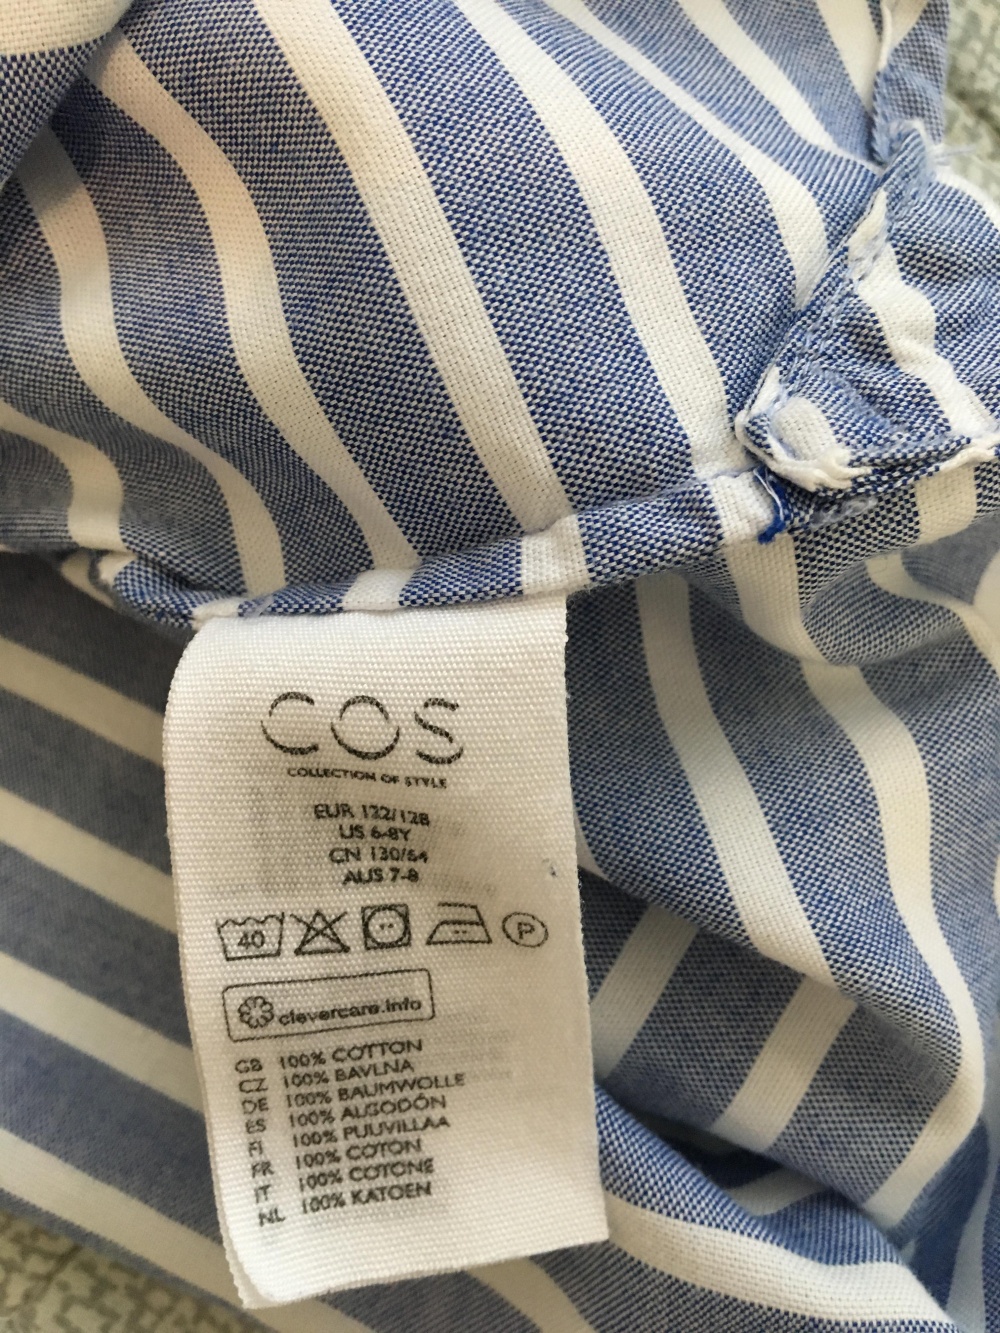 COS
COLLECTION OF STYLE
EUR 122/128
US 6-8Y
CN 130/64
AUS 7-8
40 P
clevercare.info
GB 100% COTTON
CZ 100% BAVLNA
DE 100% BAUMWOLLE
ES 100% ALGODÓN
FI 100% PUUVILLAA
FR 100% COTON
IT 100% COTONE
NL 100% KATOEN